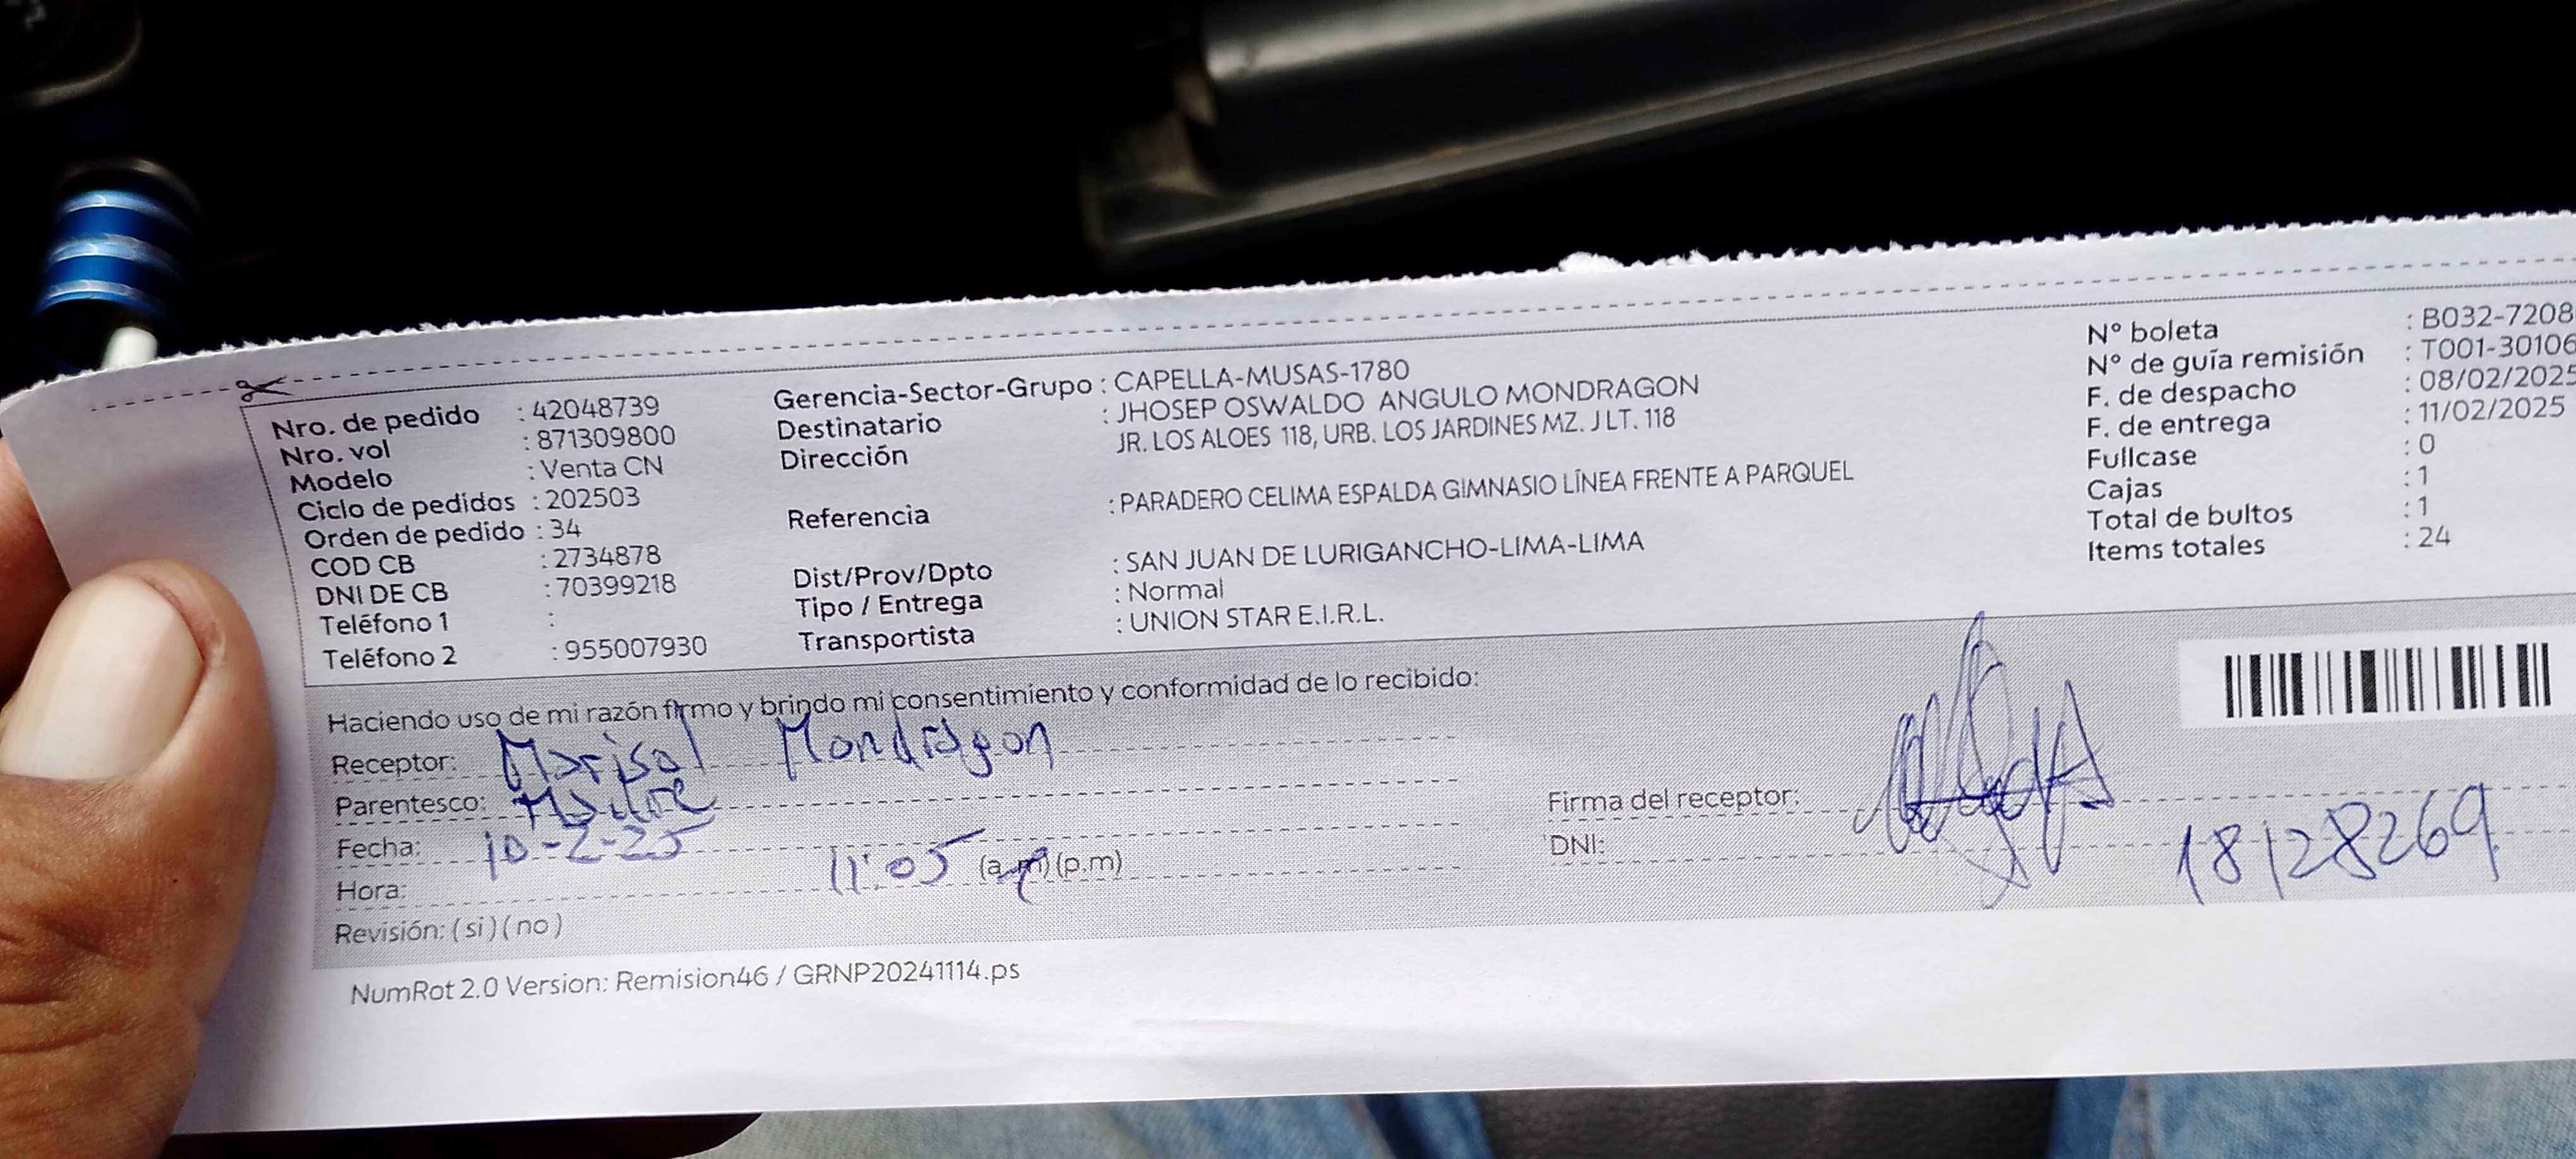 Nro. de pedido : 42048739
Nro. vol : 871309800
Modelo : Venta CN
Ciclo de pedidos : 202503
Orden de pedido : 34
COD CB : 2734878
DNI DE CB : 70399218
Teléfono 1 :
Teléfono 2 : 955007930
Gerencia-Sector-Grupo : CAPELLA-MUSAS-1780
Destinatario : JHOSEP OSWALDO ANGULO MONDRAGON
Dirección JR. LOS ALOES 118, URB. LOS JARDINES MZ. J LT. 118
Referencia : PARADERO CELIMA ESPALDA GIMNASIO LÍNEA FRENTE A PARQUEL
Dist/Prov/Dpto : SAN JUAN DE LURIGANCHO-LIMA-LIMA
Tipo / Entrega : Normal
Transportista : UNION STAR E.I.R.L.
N° boleta : B032-7208
N° de guía remisión : T001-30106
F. de despacho : 08/02/2025
F. de entrega : 11/02/2025
Fullcase : 0
Cajas : 1
Total de bultos : 1
Items totales : 24
Haciendo uso de mi razón firmo y brindo mi consentimiento y conformidad de lo recibido:
Receptor: Marisol Mondragon
Parentesco: Madre
Fecha: 10-2-25
Hora: 11:05 (a.m) (p.m)
Revisión: ( si ) ( no )
Firma del receptor:
DNI: 18128269
NumRot 2.0 Version: Remision46 / GRNP20241114.ps